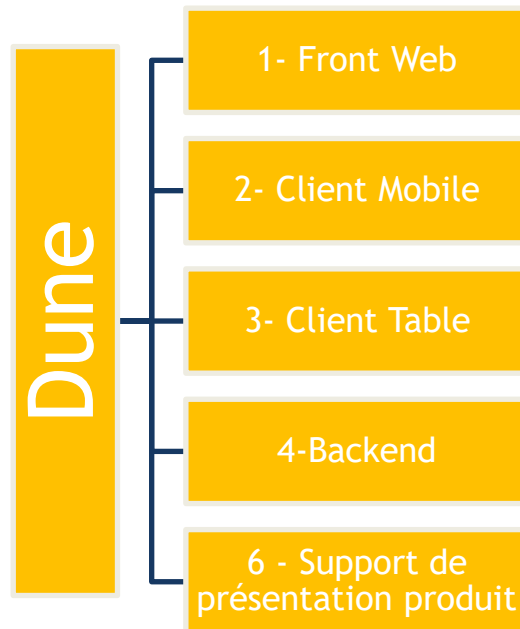 Dune
1- Front Web
2- Client Mobile
3- Client Table
4-Backend
6 - Support de
présentation produit